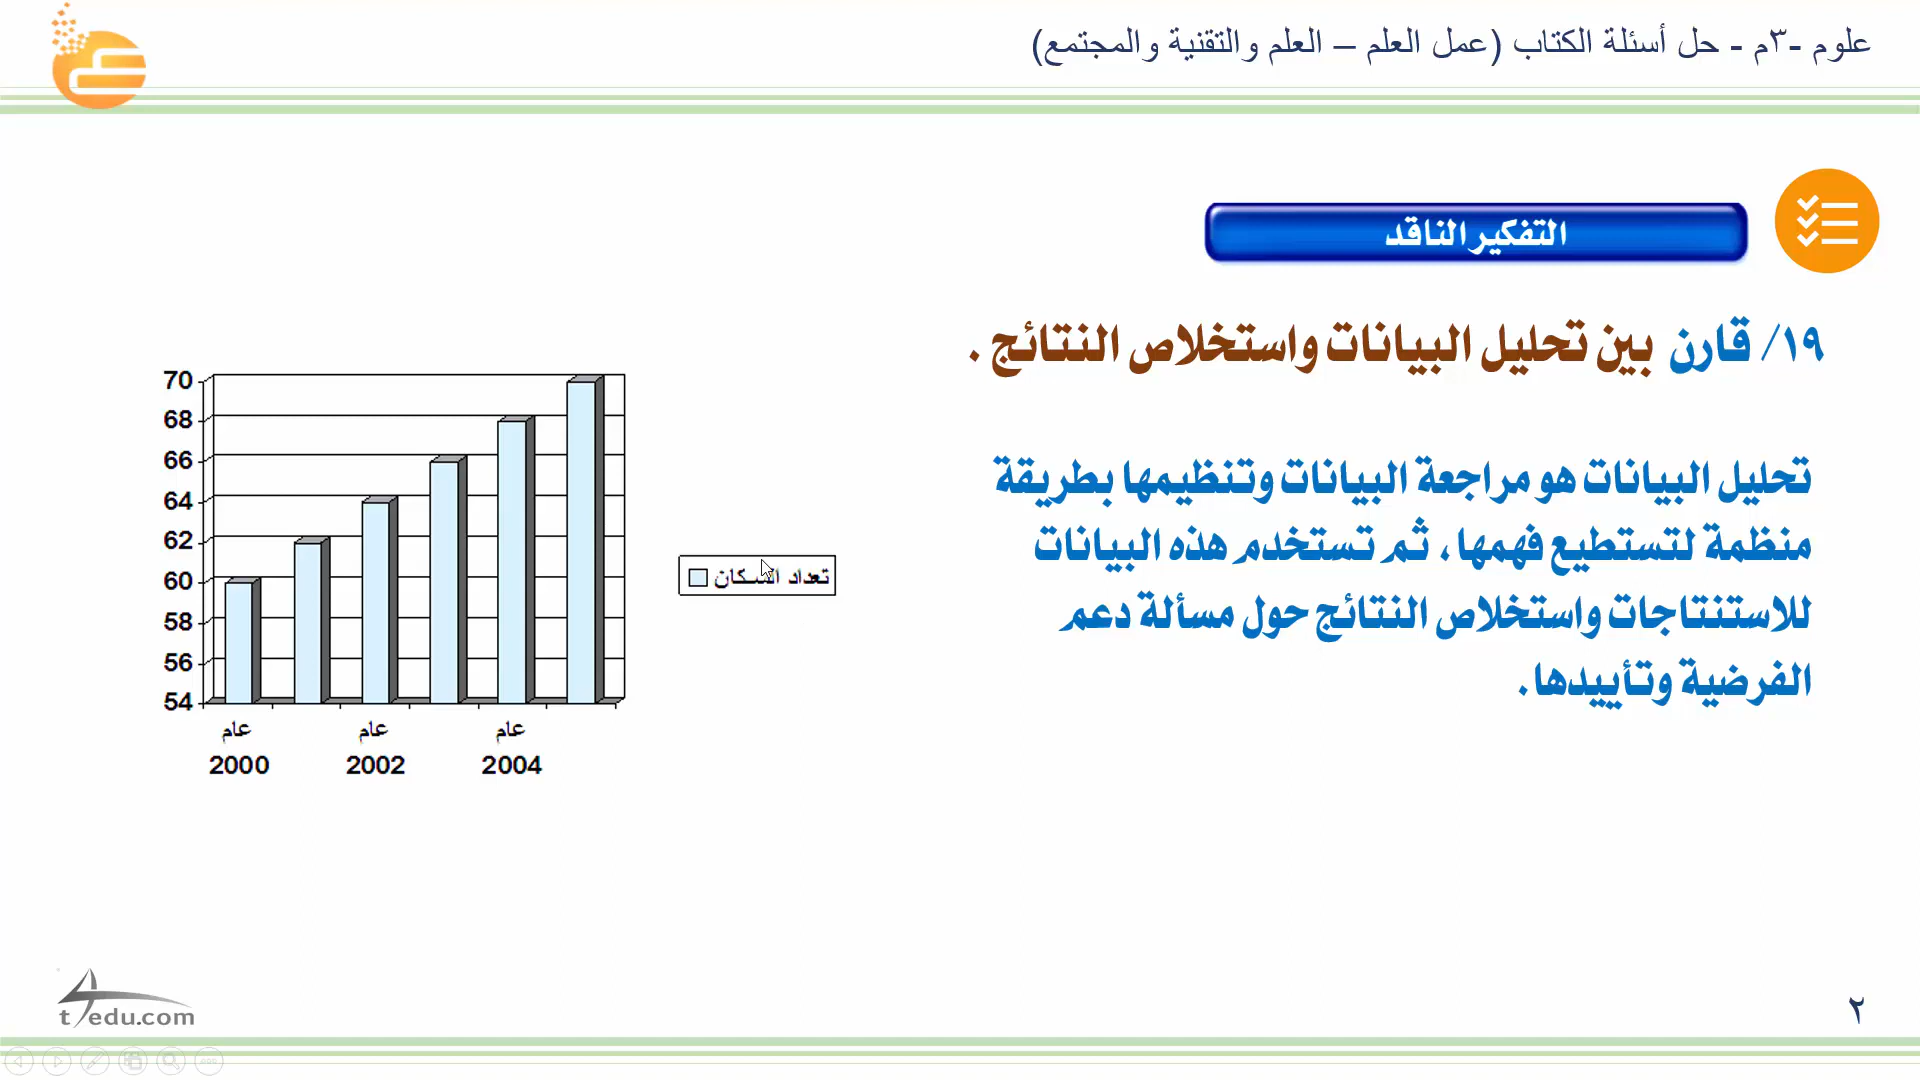 علوم -٣م - حل أسئلة الكتاب (عمل العلم – العلم والتقنية والمجتمع)
التفكير الناقد
١٩/ قارن بين تحليل البيانات واستخلاص النتائج .
تحليل البيانات هو مراجعة البيانات وتنظيمها بطريقة
منظمة لتستطيع فهمها ، ثم تستخدم هذه البيانات
للاستنتاجات واستخلاص النتائج حول مسألة دعم
الفرضية وتأييدها .
70
68
66
64
62
60
58
56
54
عام عام عام
2000 2002 2004
تعداد السكان
t4edu.com
٢